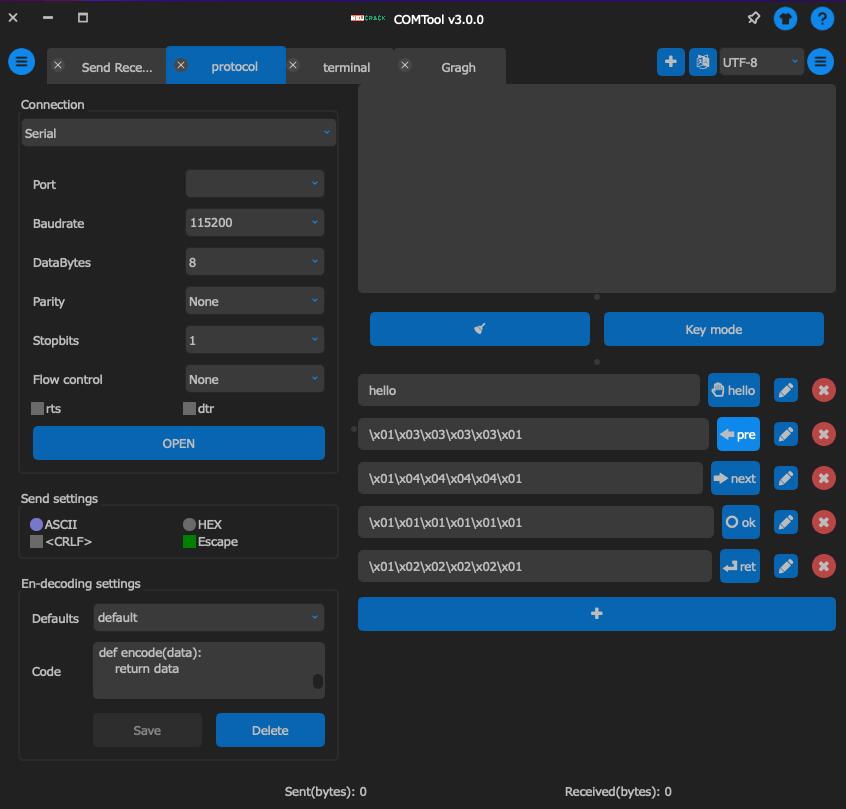 COMTool v3.0.0
Send Rece...
protocol
terminal
Gragh
UTF-8
Connection
Serial
Port
Baudrate
115200
DataBytes
8
Parity
None
Stopbits
1
Flow control
None
rts
dtr
OPEN
Send settings
ASCII
HEX
<CRLF>
Escape
En-decoding settings
Defaults
default
Code
def encode(data):
return data
Save
Delete
Key mode
hello
hello
\x01\x03\x03\x03\x03\x01
pre
\x01\x04\x04\x04\x04\x01
next
\x01\x01\x01\x01\x01\x01
ok
\x01\x02\x02\x02\x02\x01
ret
Sent(bytes): 0
Received(bytes): 0